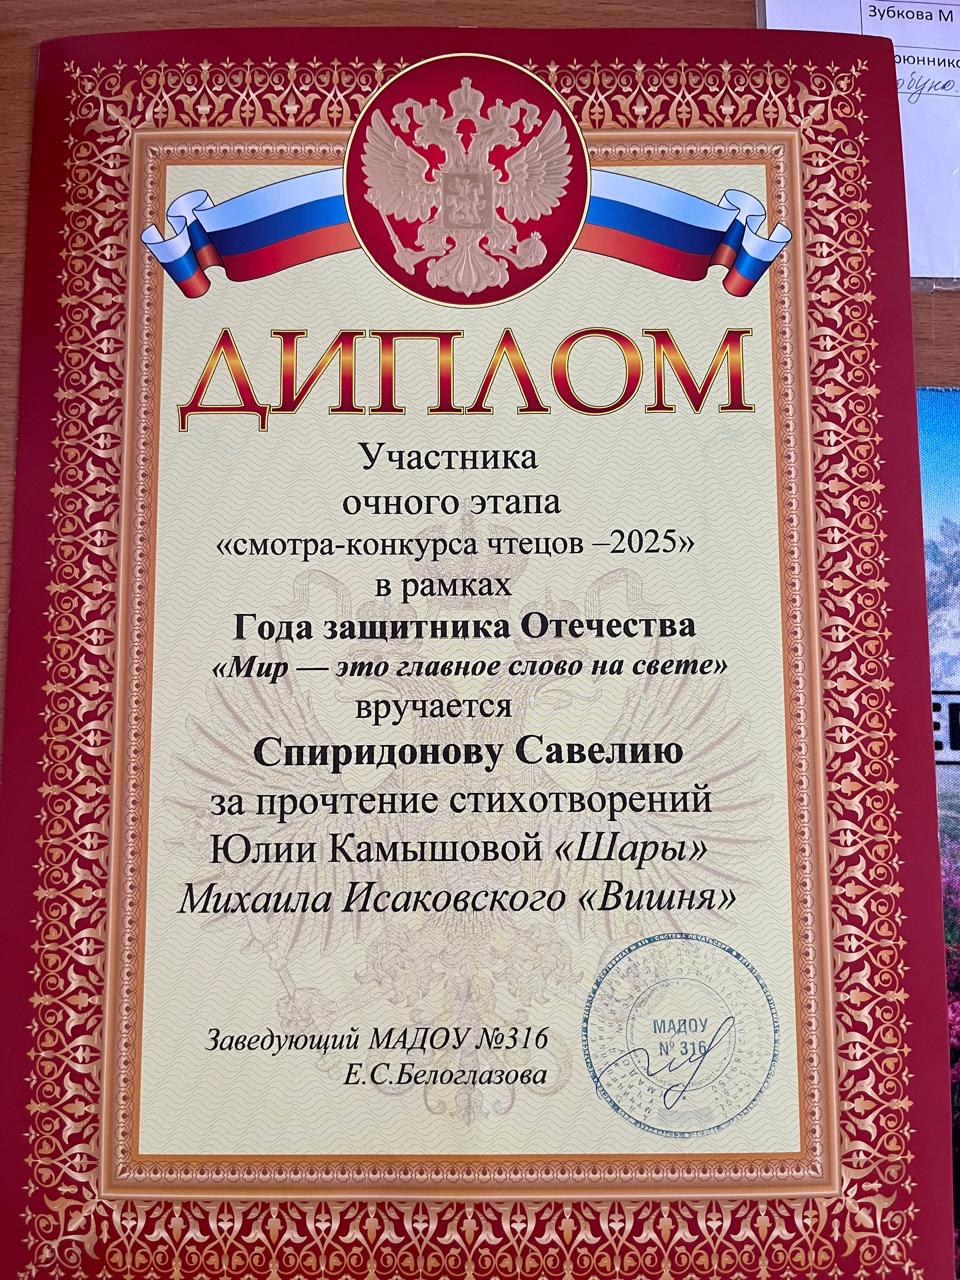 Зубкова М
ДИПЛОМ
Участника
очного этапа
«смотра-конкурса чтецов –2025»
в рамках
Года защитника Отечества
«Мир — это главное слово на свете»
вручается
Спиридонову Савелию
за прочтение стихотворений
Юлии Камышовой «Шары»
Михаила Исаковского «Вишня»
Заведующий МАДОУ №316
Е.С.Белоглазова
МАДОУ
№ 316